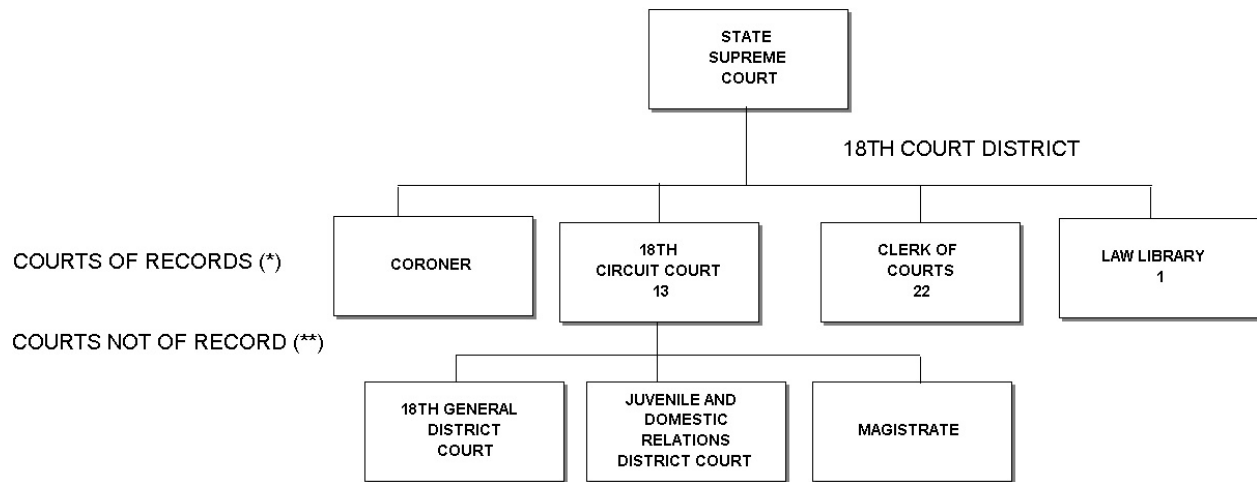 STATE
SUPREME
COURT
18TH COURT DISTRICT
COURTS OF RECORDS (*)
CORONER
18TH
CIRCUIT COURT
13
CLERK OF
COURTS
22
LAW LIBRARY
1
COURTS NOT OF RECORD (**)
18TH GENERAL
DISTRICT
COURT
JUVENILE AND
DOMESTIC
RELATIONS
DISTRICT COURT
MAGISTRATE